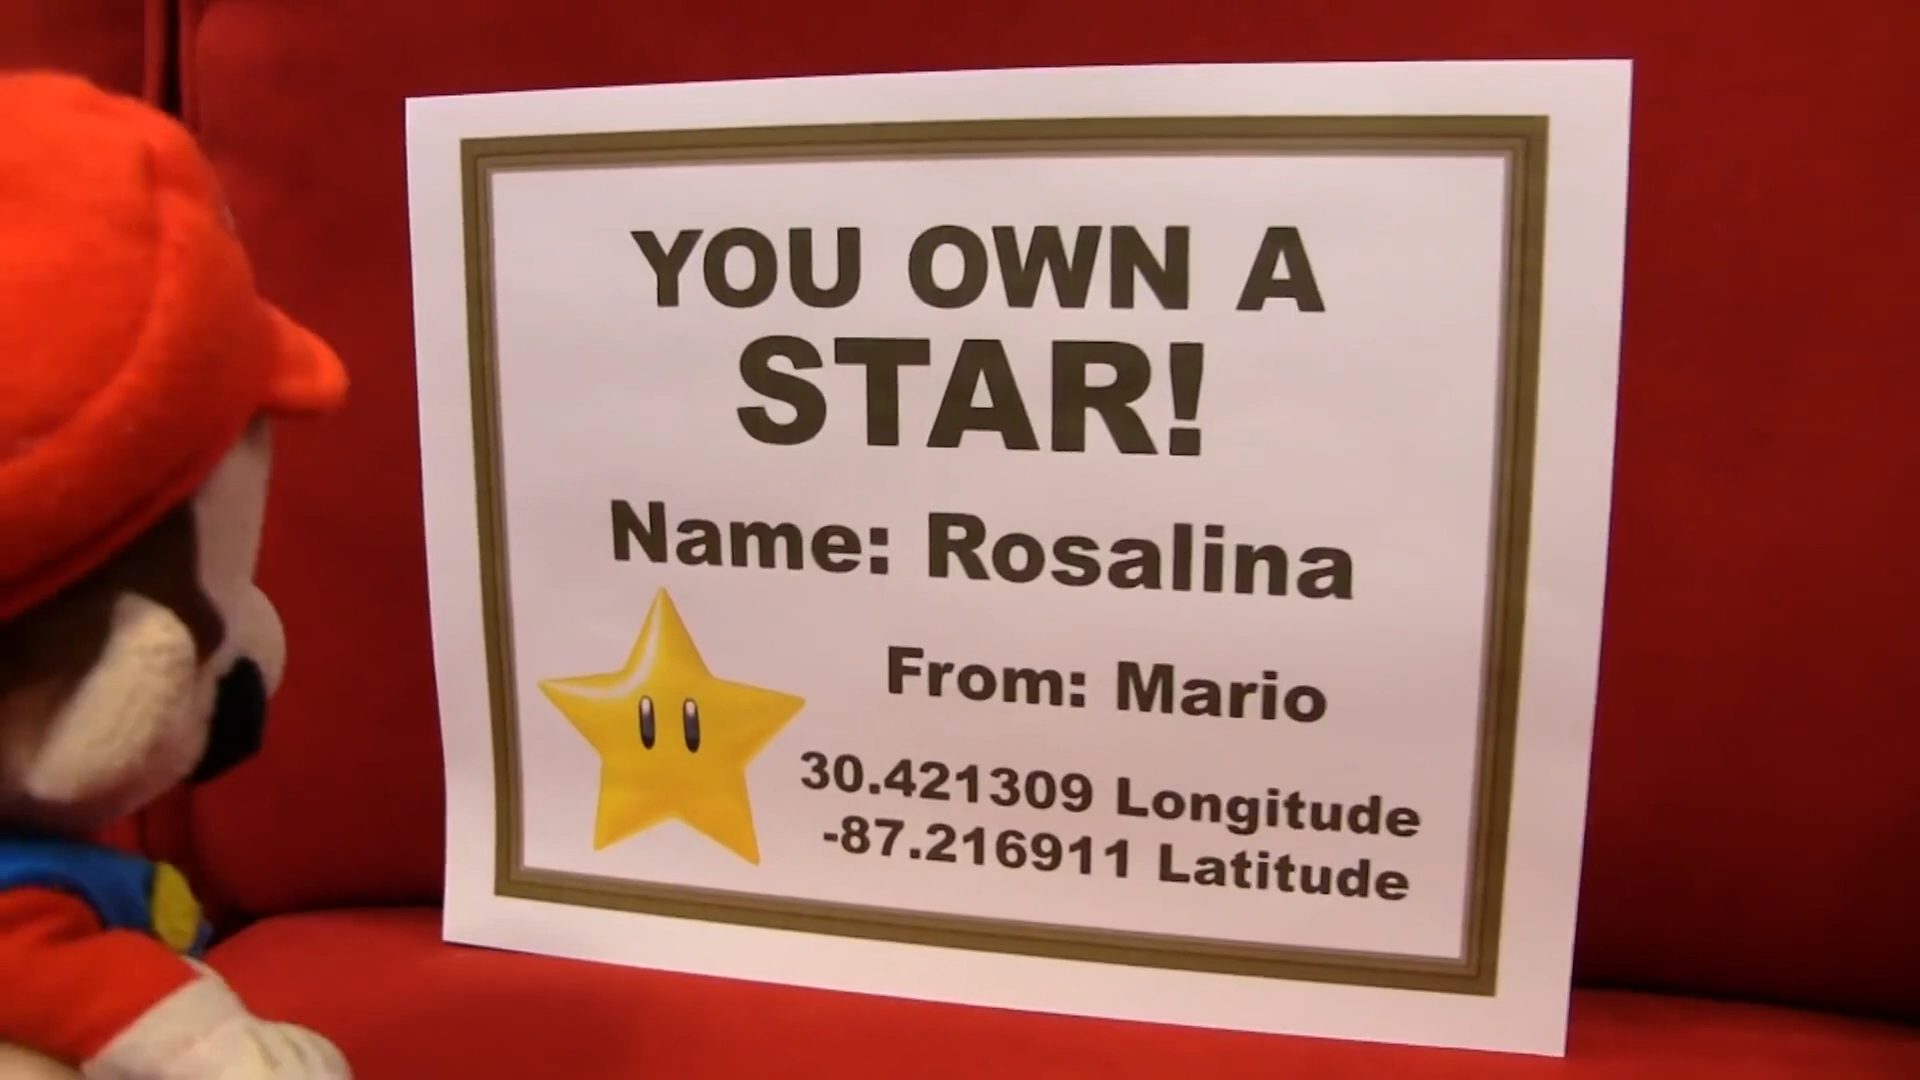 YOU OWN A
STAR!
Name: Rosalina
From: Mario
30.421309 Longitude
-87.216911 Latitude